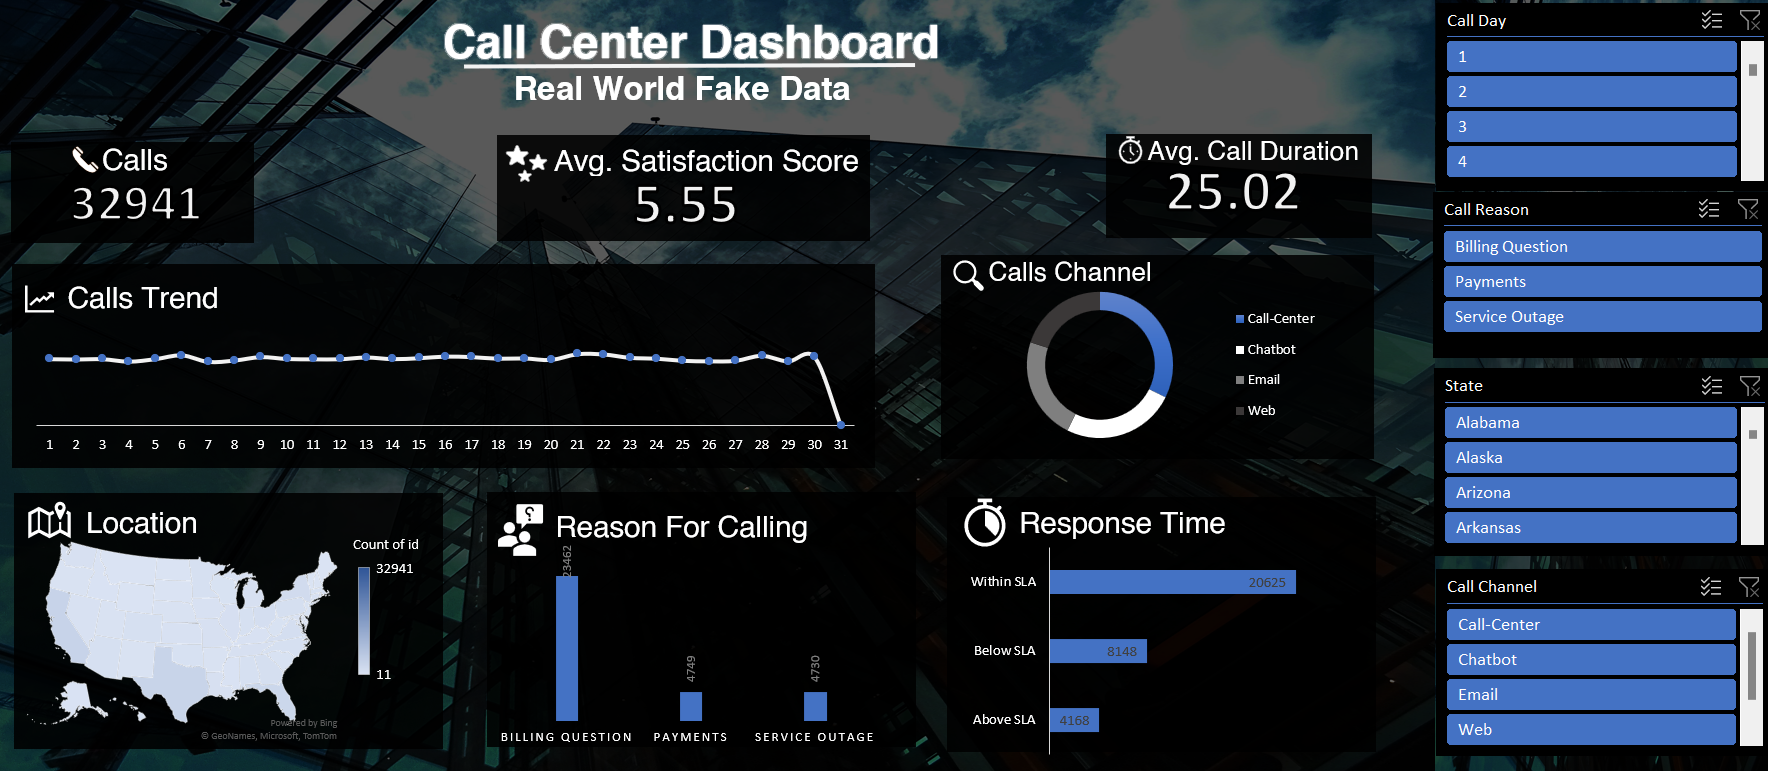 Call Center Dashboard
Real World Fake Data
Calls
32941
Avg. Satisfaction Score
5.55
Avg. Call Duration
25.02
Calls Trend
1 2 3 4 5 6 7 8 9 10 11 12 13 14 15 16 17 18 19 20 21 22 23 24 25 26 27 28 29 30 31
Calls Channel
Call-Center
Chatbot
Email
Web
Location
Count of id
32941
11
Powered by Bing
© GeoNames, Microsoft, TomTom
Reason For Calling
23462
4749
4730
BILLING QUESTION PAYMENTS SERVICE OUTAGE
Response Time
Within SLA 20625
Below SLA 8148
Above SLA 4168
Call Day
1
2
3
4
Call Reason
Billing Question
Payments
Service Outage
State
Alabama
Alaska
Arizona
Arkansas
Call Channel
Call-Center
Chatbot
Email
Web